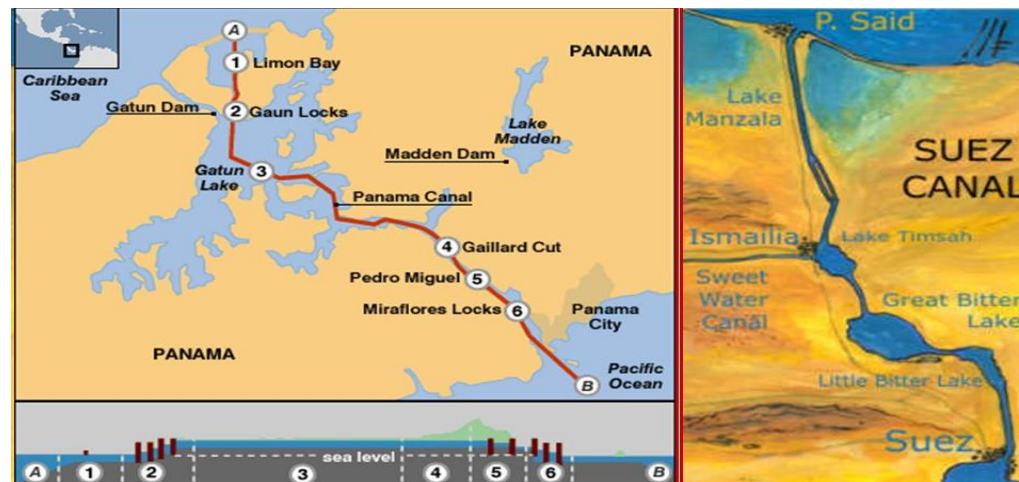 Caribbean
Sea
A
1
Limon Bay
PANAMA
Gatun Dam
2
Gaun Locks
Lake
Madden
Madden Dam
Gatun
Lake
3
Panama Canal
4
Gaillard Cut
Pedro Miguel
5
Miraflores Locks
6
Panama
City
PANAMA
Pacific
Ocean
B
sea level
A
1
2
3
4
5
6
B
P. Said
Lake
Manzala
SUEZ
CANAL
Ismailia
Lake Timsah
Sweet
Water
Canal
Great Bitter
Lake
Little Bitter Lake
Suez